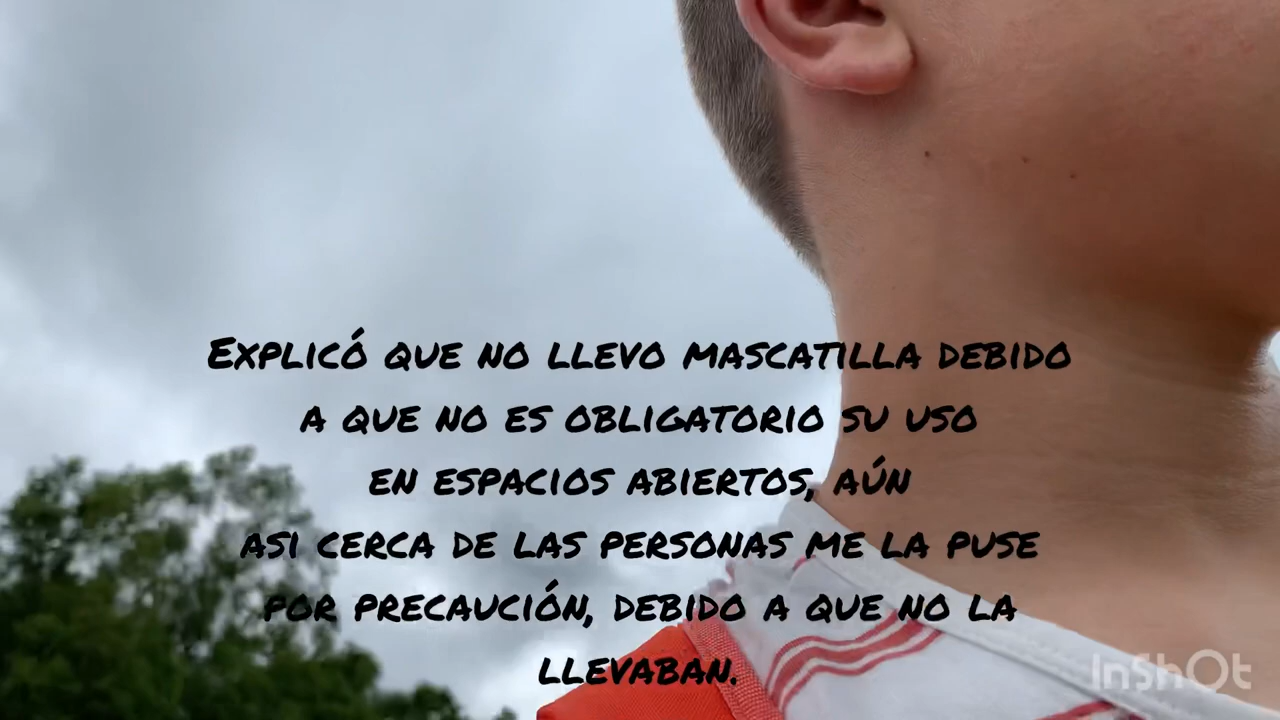 Explicó que no llevo mascatilla debido
a que no es obligatorio su uso
en espacios abiertos, aún
asi cerca de las personas me la puse
por precaución, debido a que no la
llevaban.
InShOt